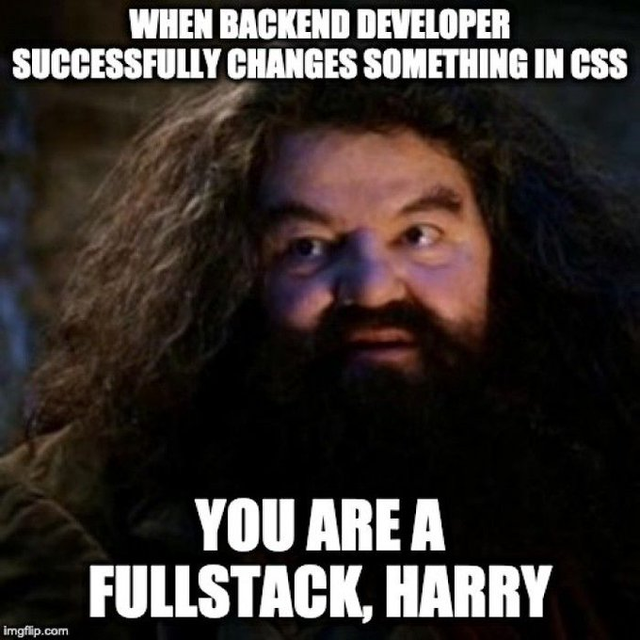 WHEN BACKEND DEVELOPER
SUCCESSFULLY CHANGES SOMETHING IN CSS
YOU ARE A
FULLSTACK, HARRY
imgflip.com